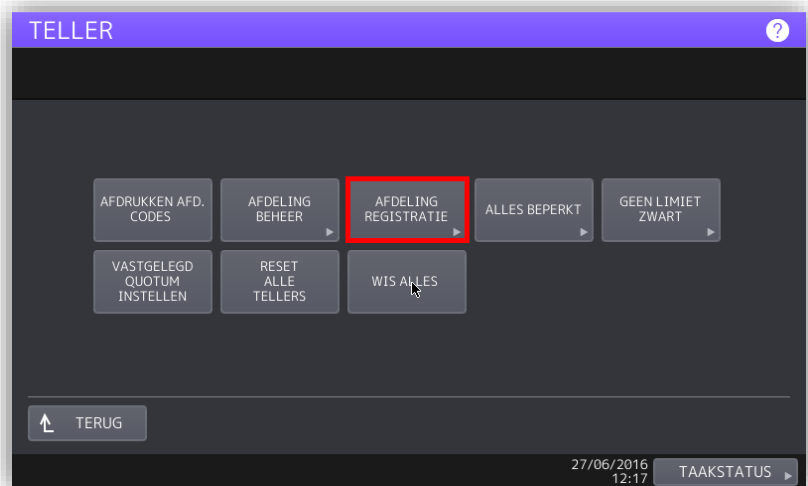 TELLER
?
AFDRUKKEN AFD.
CODES
AFDELING
BEHEER
AFDELING
REGISTRATIE
ALLES BEPERKT
GEEN LIMIET
ZWART
VASTGELEGD
QUOTUM
INSTELLEN
RESET
ALLE
TELLERS
WIS ALLES
TERUG
27/06/2016
12:17
TAAKSTATUS